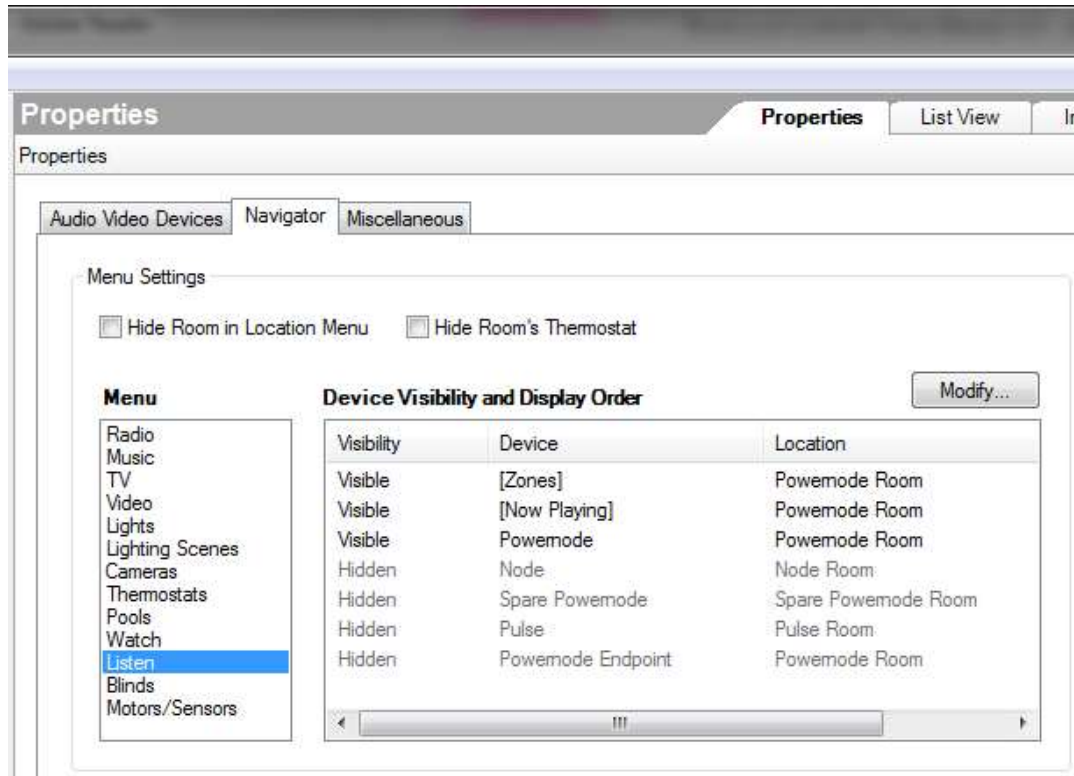 Properties
Properties List View
Properties
Audio Video Devices Navigator Miscellaneous
Menu Settings
Hide Room in Location Menu Hide Room's Thermostat
Modify...
Menu
Radio
Music
TV
Video
Lights
Lighting Scenes
Cameras
Thermostats
Pools
Watch
Listen
Blinds
Motors/Sensors
Device Visibility and Display Order
Visibility Device Location
Visible [Zones] Powernode Room
Visible [Now Playing] Powernode Room
Visible Powernode Powernode Room
Hidden Node Node Room
Hidden Spare Powernode Spare Powernode Room
Hidden Pulse Pulse Room
Hidden Powernode Endpoint Powernode Room